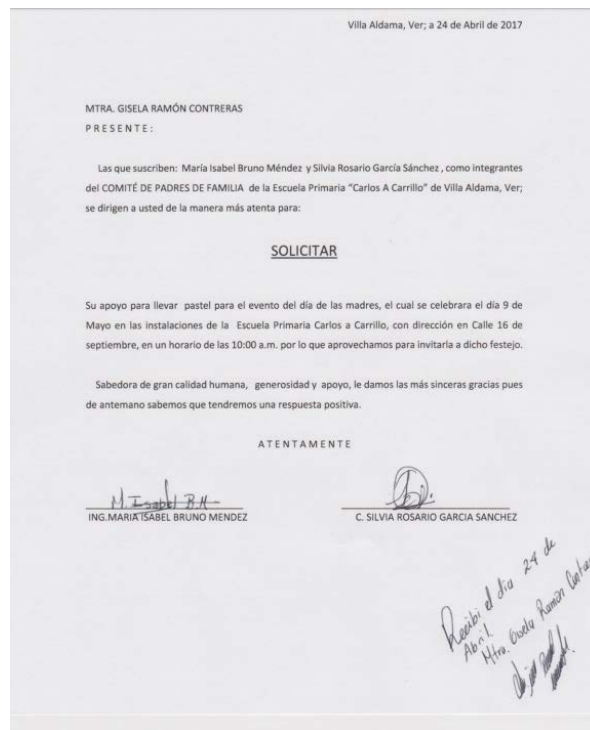 Villa Aldama, Ver; a 24 de Abril de 2017
MTRA. GISELA RAMÓN CONTRERAS
P R E S E N T E :
Las que suscriben: María Isabel Bruno Méndez y Silvia Rosario García Sánchez , como integrantes
del COMITÉ DE PADRES DE FAMILIA de la Escuela Primaria "Carlos A Carrillo" de Villa Aldama, Ver;
se dirigen a usted de la manera más atenta para:
SOLICITAR
Su apoyo para llevar pastel para el evento del día de las madres, el cual se celebrara el día 9 de
Mayo en las instalaciones de la Escuela Primaria Carlos a Carrillo, con dirección en Calle 16 de
septiembre, en un horario de las 10:00 a.m. por lo que aprovechamos para invitarla a dicho festejo.
Sabedora de gran calidad humana, generosidad y apoyo, le damos las más sinceras gracias pues
de antemano sabemos que tendremos una respuesta positiva.
A T E N T A M E N T E
M. Isabel B.M
ING.MARIA ISABEL BRUNO MENDEZ
C. SILVIA ROSARIO GARCIA SANCHEZ
Recibi el dia 24 de
Abril.
Mtra. Gisela Ramón